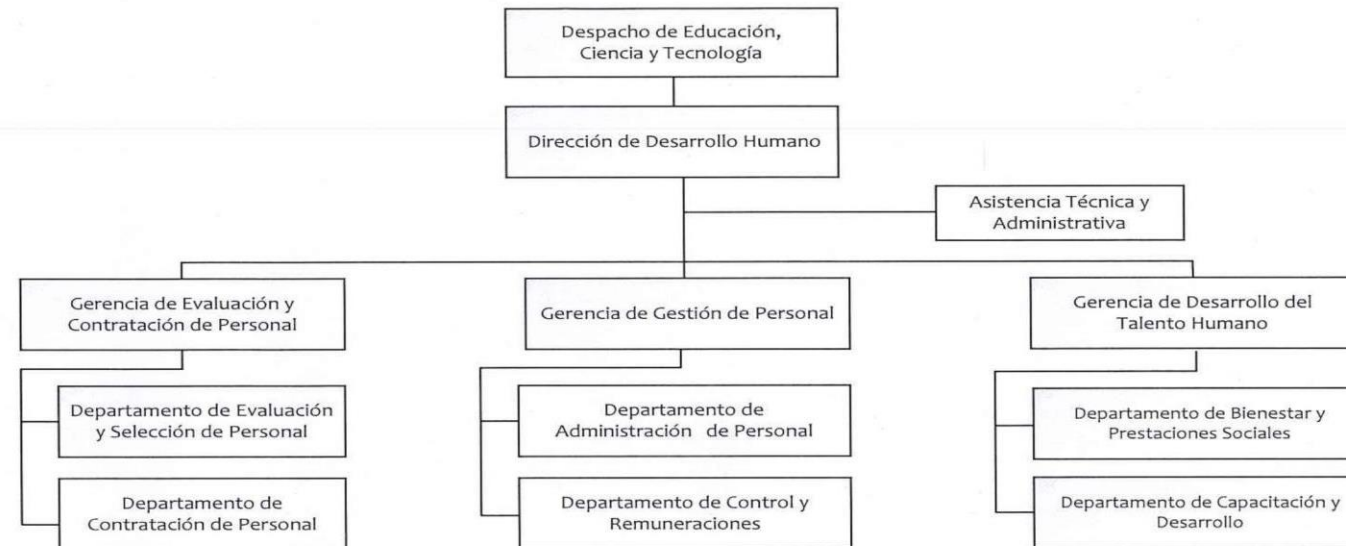 Despacho de Educación,
Ciencia y Tecnología
Dirección de Desarrollo Humano
Asistencia Técnica y
Administrativa
Gerencia de Evaluación y
Contratación de Personal
Gerencia de Gestión de Personal
Gerencia de Desarrollo del
Talento Humano
Departamento de Evaluación
y Selección de Personal
Departamento de
Administración de Personal
Departamento de Bienestar y
Prestaciones Sociales
Departamento de
Contratación de Personal
Departamento de Control y
Remuneraciones
Departamento de Capacitación y
Desarrollo